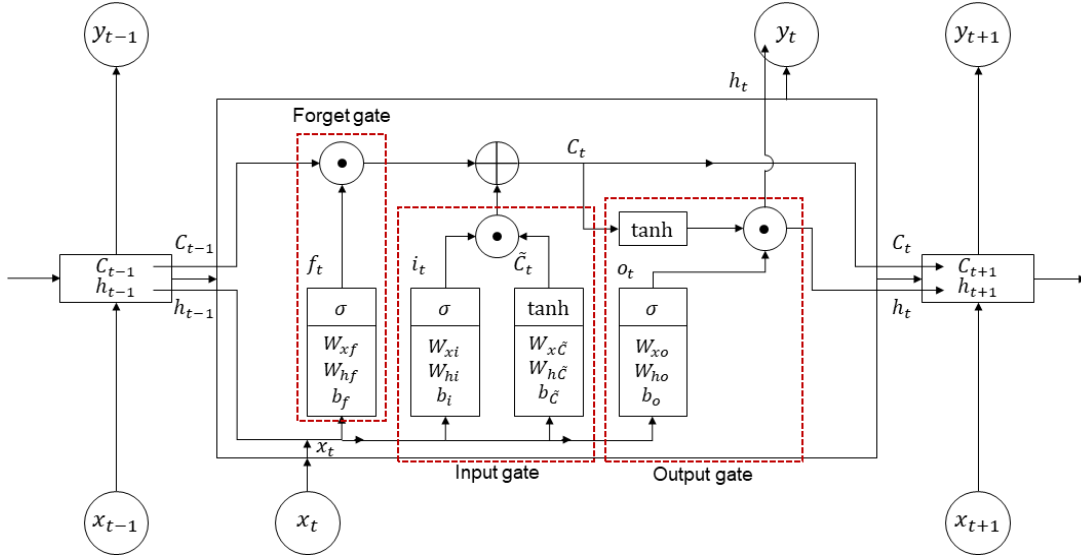 y_{t−1}
y_t
y_{t+1}
h_t
Forget gate
C_t
C_{t−1}
tanh
C_t
C_{t−1}
h_{t−1}
f_t
i_t
C̃_t
o_t
C_{t+1}
h_{t+1}
h_{t−1}
h_t
σ
W_{xf}
W_{hf}
b_f
σ
W_{xi}
W_{hi}
b_i
tanh
W_{xC̃}
W_{hC̃}
b_{C̃}
σ
W_{xo}
W_{ho}
b_o
x_t
Input gate
Output gate
x_{t−1}
x_t
x_{t+1}